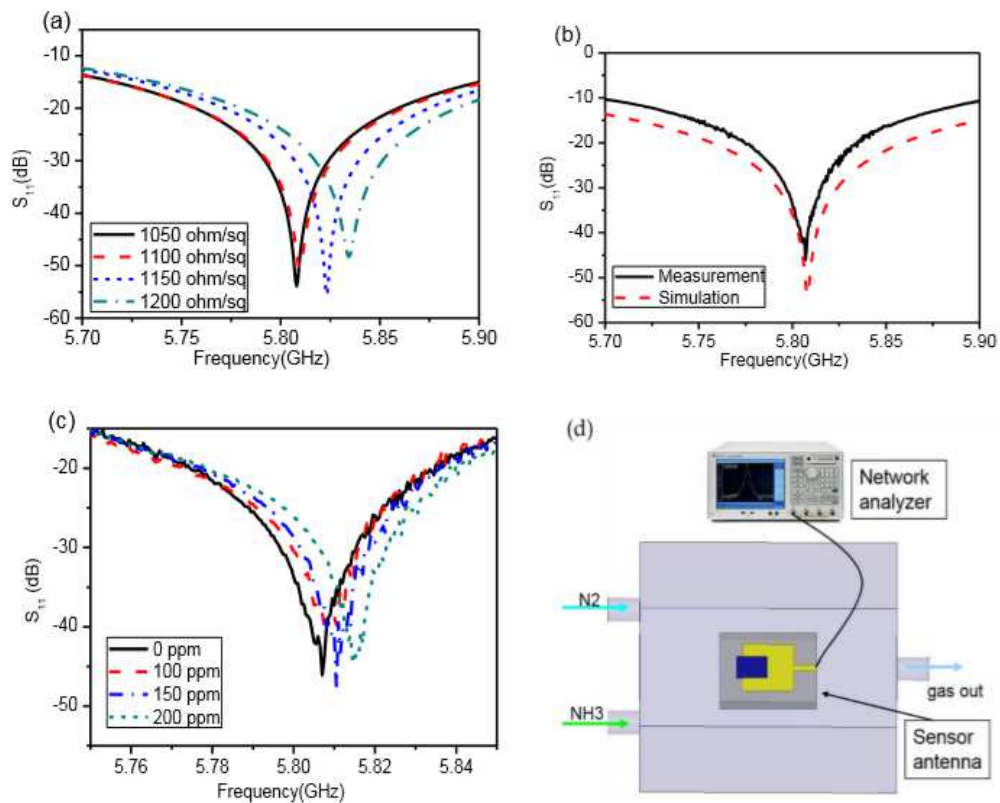 (a)
-10
-20
-30
-40
-50
-60
S11(dB)
1050 ohm/sq
1100 ohm/sq
1150 ohm/sq
1200 ohm/sq
5.70 5.75 5.80 5.85 5.90
Frequency(GHz)
(b)
0
-10
-20
-30
-40
-50
-60
S11(dB)
Measurement
Simulation
5.70 5.75 5.80 5.85 5.90
Frequency(GHz)
(c)
-20
-30
-40
-50
S11 (dB)
0 ppm
100 ppm
150 ppm
200 ppm
5.76 5.78 5.80 5.82 5.84
Frequency(GHz)
(d)
Network
analyzer
N2
gas out
NH3
Sensor
antenna